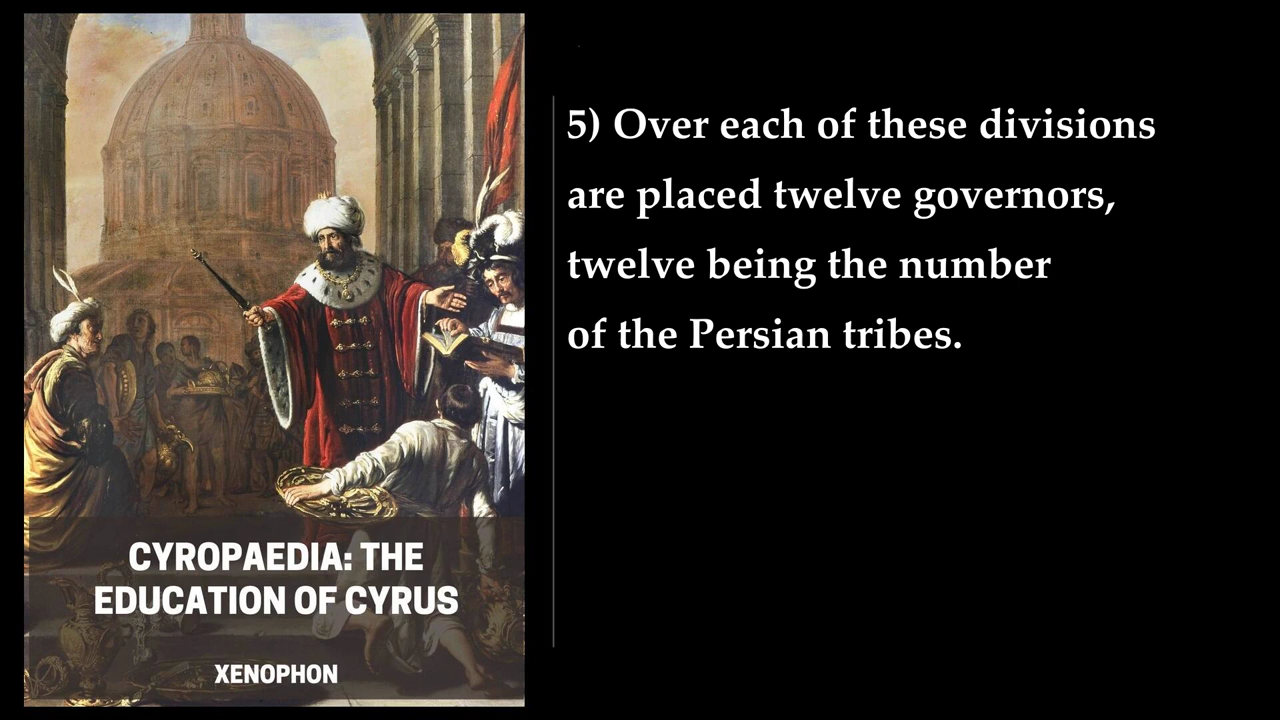 5) Over each of these divisions
are placed twelve governors,
twelve being the number
of the Persian tribes.
CYROPAEDIA: THE
EDUCATION OF CYRUS
XENOPHON